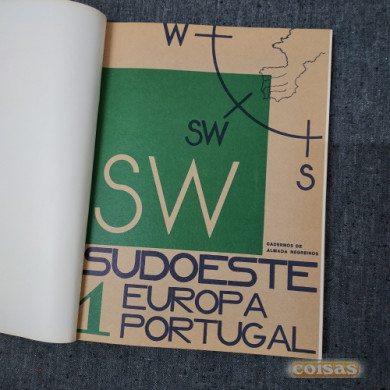 W
SW
S
SW
CADERNOS DE
ALMADA NEGREIROS
SUDOESTE
1 EUROPA
PORTUGAL
coisas